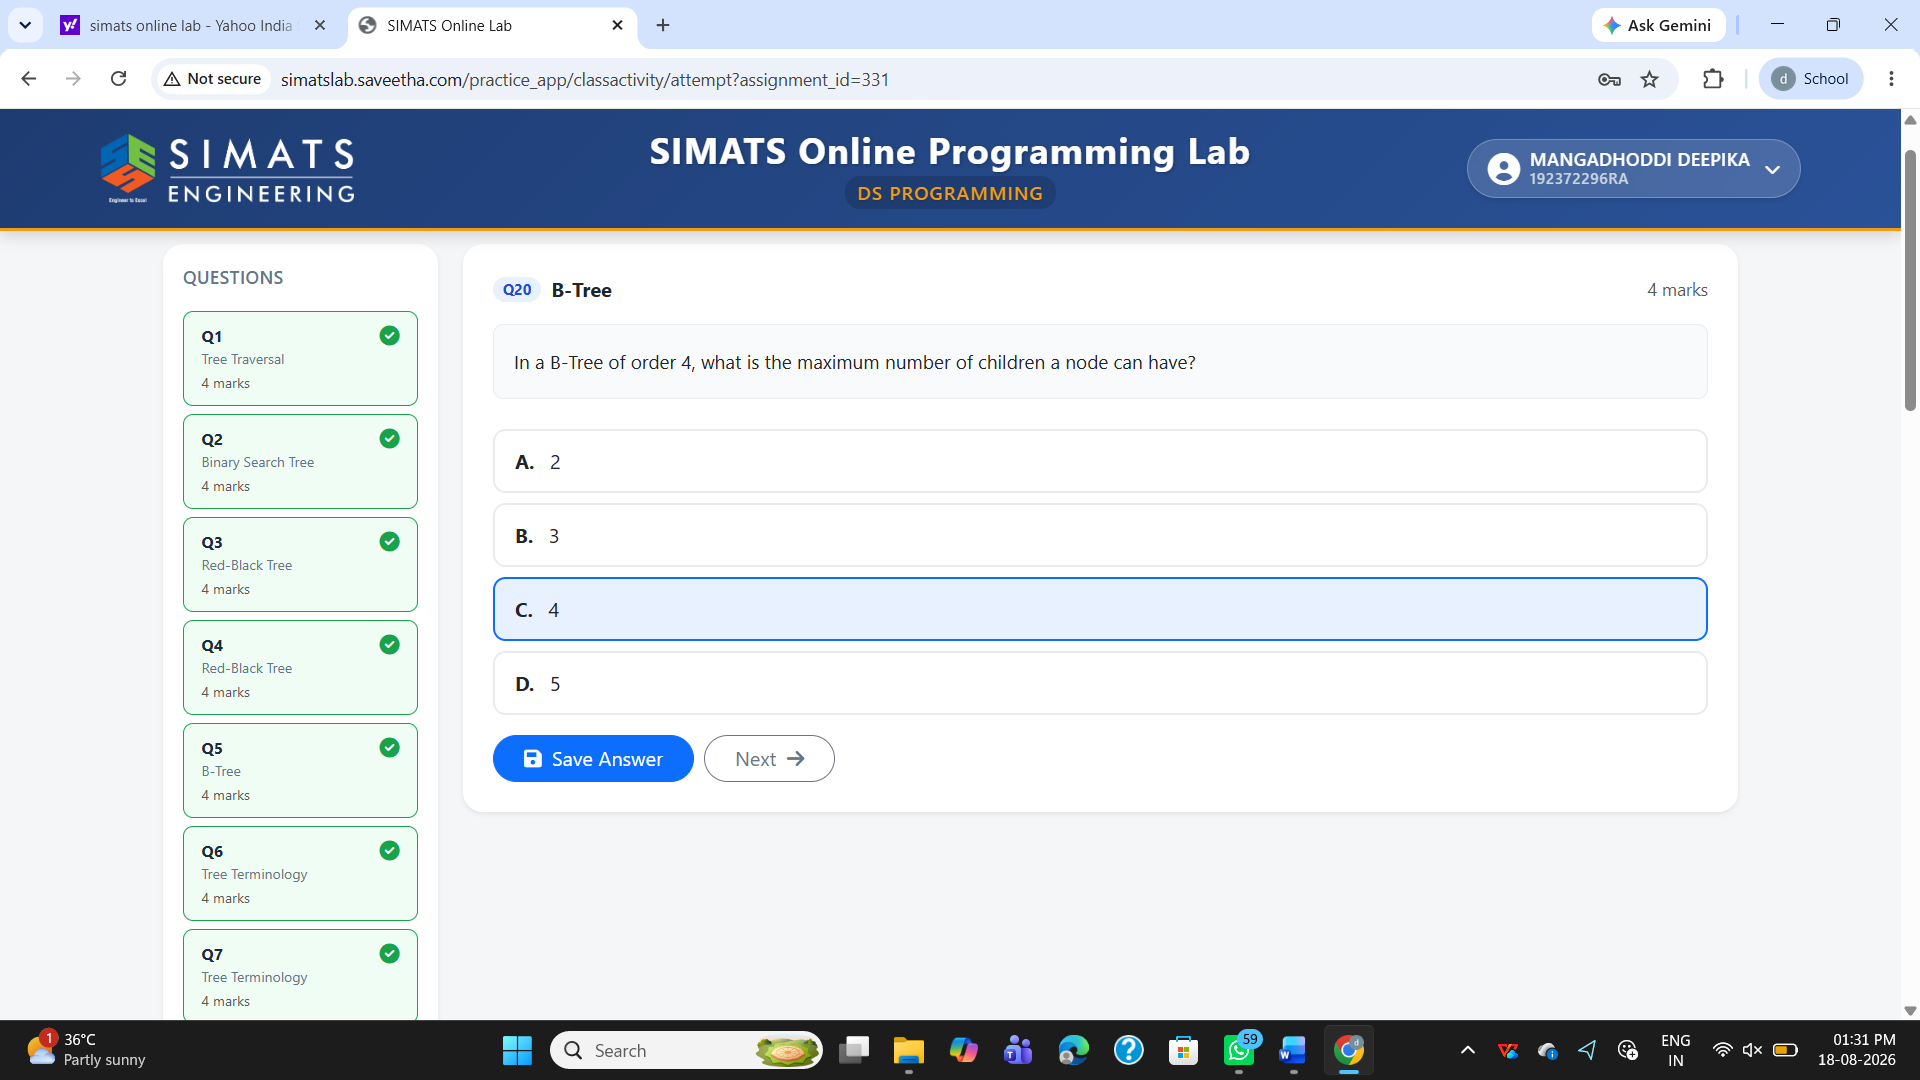 simats online lab - Yahoo India
SIMATS Online Lab
Ask Gemini
Not secure
simatslab.saveetha.com/practice_app/classactivity/attempt?assignment_id=331
d School
SIMATS
ENGINEERING
Engineer to Excel
SIMATS Online Programming Lab
DS PROGRAMMING
MANGADHODDI DEEPIKA
192372296RA
QUESTIONS
Q1
Tree Traversal
4 marks
Q2
Binary Search Tree
4 marks
Q3
Red-Black Tree
4 marks
Q4
Red-Black Tree
4 marks
Q5
B-Tree
4 marks
Q6
Tree Terminology
4 marks
Q7
Tree Terminology
4 marks
Q20 B-Tree
4 marks
In a B-Tree of order 4, what is the maximum number of children a node can have?
A. 2
B. 3
C. 4
D. 5
Save Answer
Next
1
36°C
Partly sunny
Search
59
ENG
IN
01:31 PM
18-08-2026